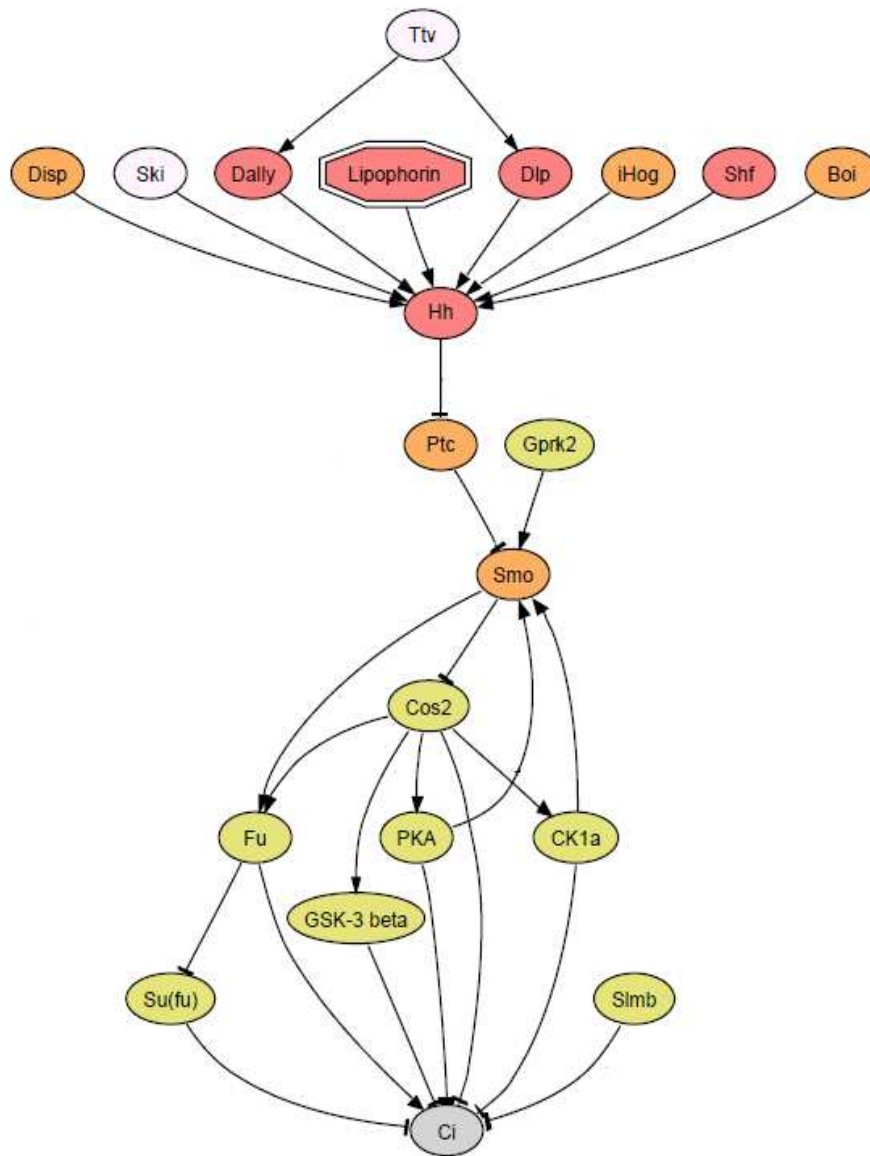 Ttv
Disp
Ski
Dally
Lipophorin
Dlp
iHog
Shf
Boi
Hh
Ptc
Gprk2
Smo
Cos2
Fu
PKA
CK1a
GSK-3 beta
Su(fu)
Slmb
Ci